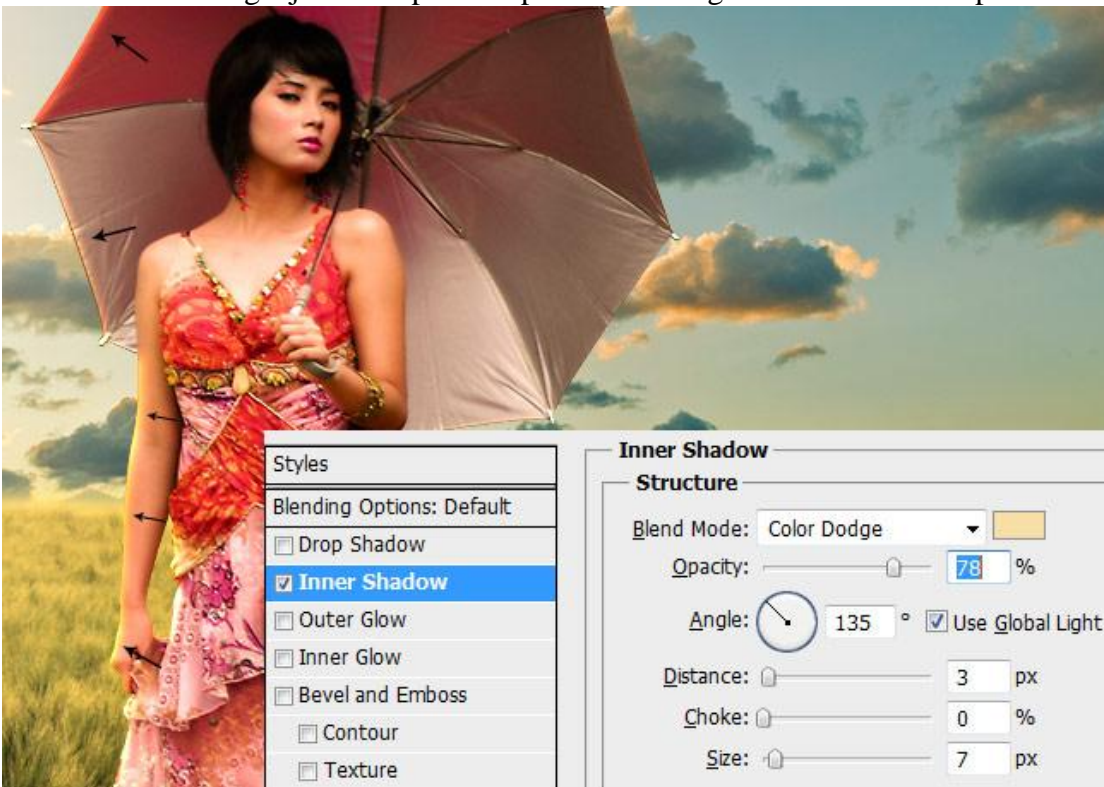 Inner Shadow
Structure
Styles
Blending Options: Default
Drop Shadow
Inner Shadow
Outer Glow
Inner Glow
Bevel and Emboss
Contour
Texture
Blend Mode: Color Dodge
Opacity: 78 %
Angle: 135 ° Use Global Light
Distance: 3 px
Choke: 0 %
Size: 7 px